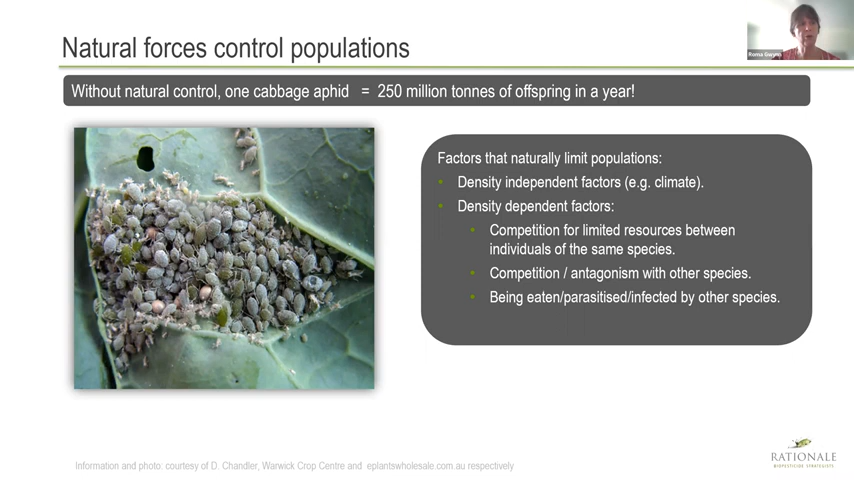 Natural forces control populations
Roma Gwynn
Without natural control, one cabbage aphid = 250 million tonnes of offspring in a year!
Factors that naturally limit populations:
• Density independent factors (e.g. climate).
• Density dependent factors:
• Competition for limited resources between
individuals of the same species.
• Competition / antagonism with other species.
• Being eaten/parasitised/infected by other species.
Information and photo: courtesy of D. Chandler, Warwick Crop Centre and eplantswholesale.com.au respectively
RATIONALE
BIOPESTICIDE STRATEGISTS